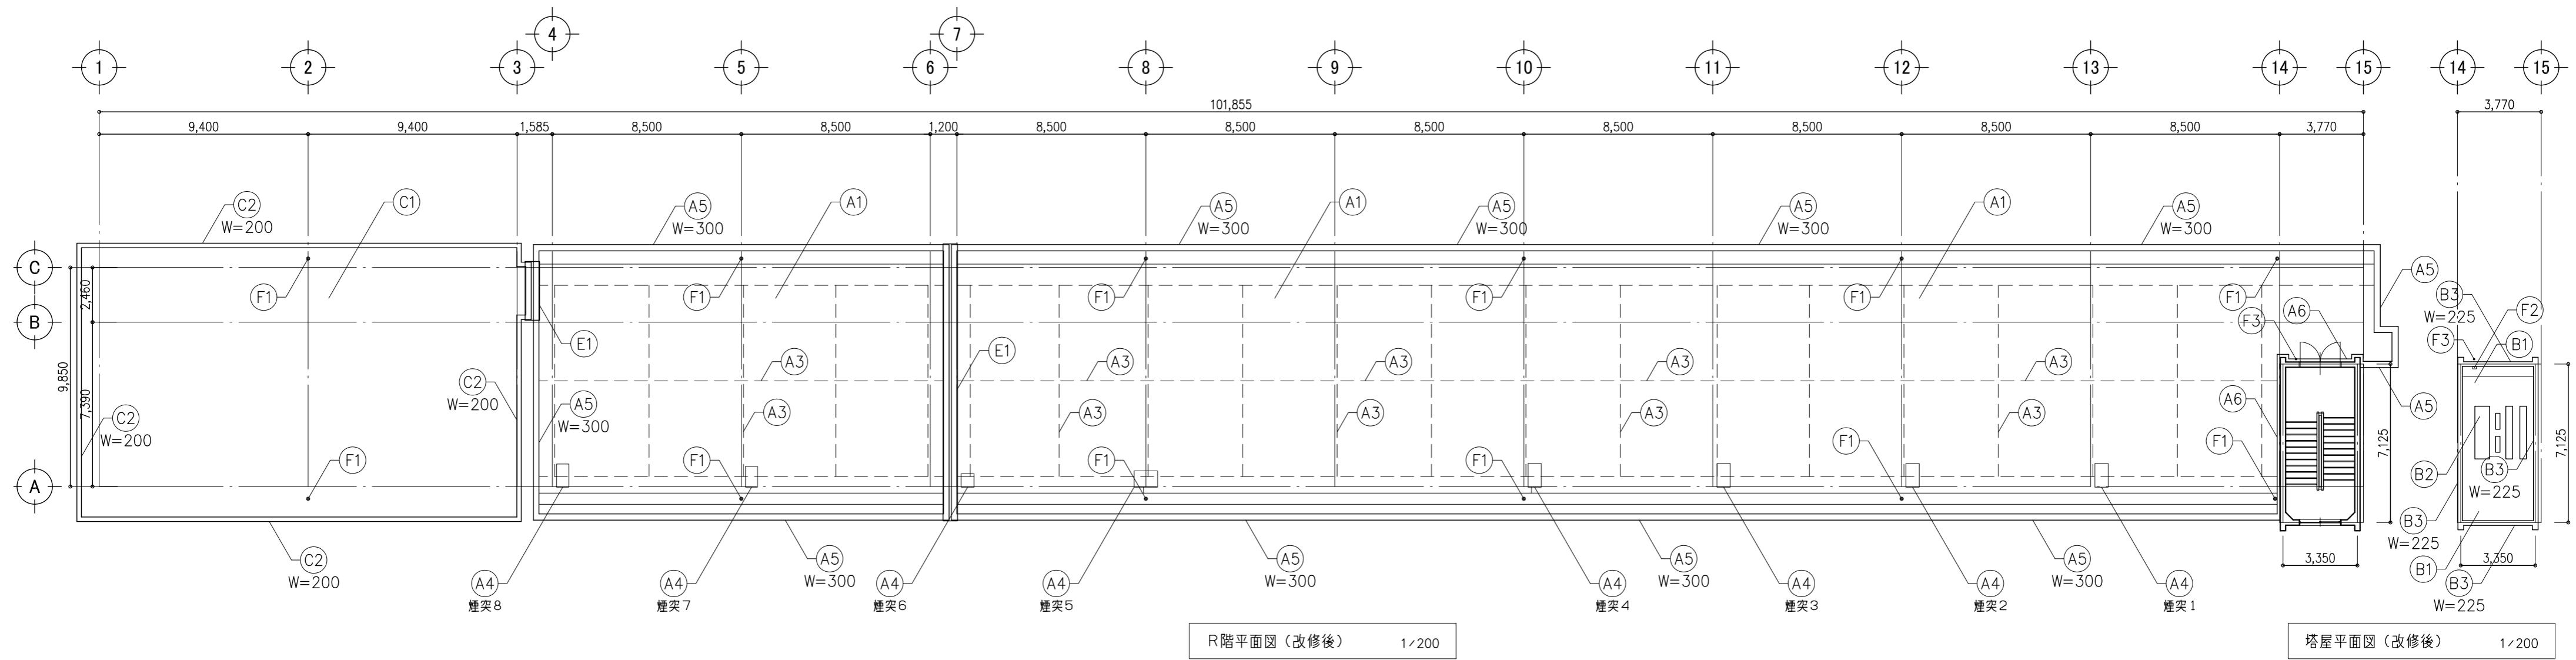 4
7
1
2
3
5
6
8
9
10
11
12
13
14
15
14
15
101,855
3,770
9,400
9,400
1,585
8,500
8,500
1,200
8,500
8,500
8,500
8,500
8,500
8,500
8,500
3,770
C2
W=200
C1
A5
W=300
A1
A5
W=300
A1
A5
W=300
A5
W=300
A1
A5
W=300
C
B
A
2,460
7,390
9,850
F1
F1
F1
F1
F1
F1
A5
B3
W=225
F2
F3
A6
F3
B1
E1
E1
A3
A3
A3
A3
A3
C2
W=200
C2
W=200
A5
W=300
A3
A3
A3
A3
A3
A6
A5
7,125
B2
B3
W=225
7,125
F1
F1
F1
F1
F1
F1
B3
W=225
B1
B3
W=225
3,350
3,350
C2
W=200
A4
煙突8
A4
煙突7
A5
W=300
A4
煙突6
A4
煙突5
A5
W=300
A4
煙突4
A5
W=300
A4
煙突3
A4
煙突2
A5
W=300
A4
煙突1
R階平面図（改修後） 1/200
塔屋平面図（改修後） 1/200